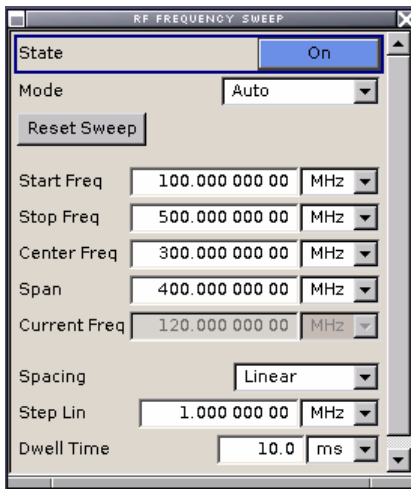 RF FREQUENCY SWEEP
State On
Mode Auto
Reset Sweep
Start Freq 100.000 000 00 MHz
Stop Freq 500.000 000 00 MHz
Center Freq 300.000 000 00 MHz
Span 400.000 000 00 MHz
Current Freq 120.000 000 00 MHz
Spacing Linear
Step Lin 1.000 000 00 MHz
Dwell Time 10.0 ms